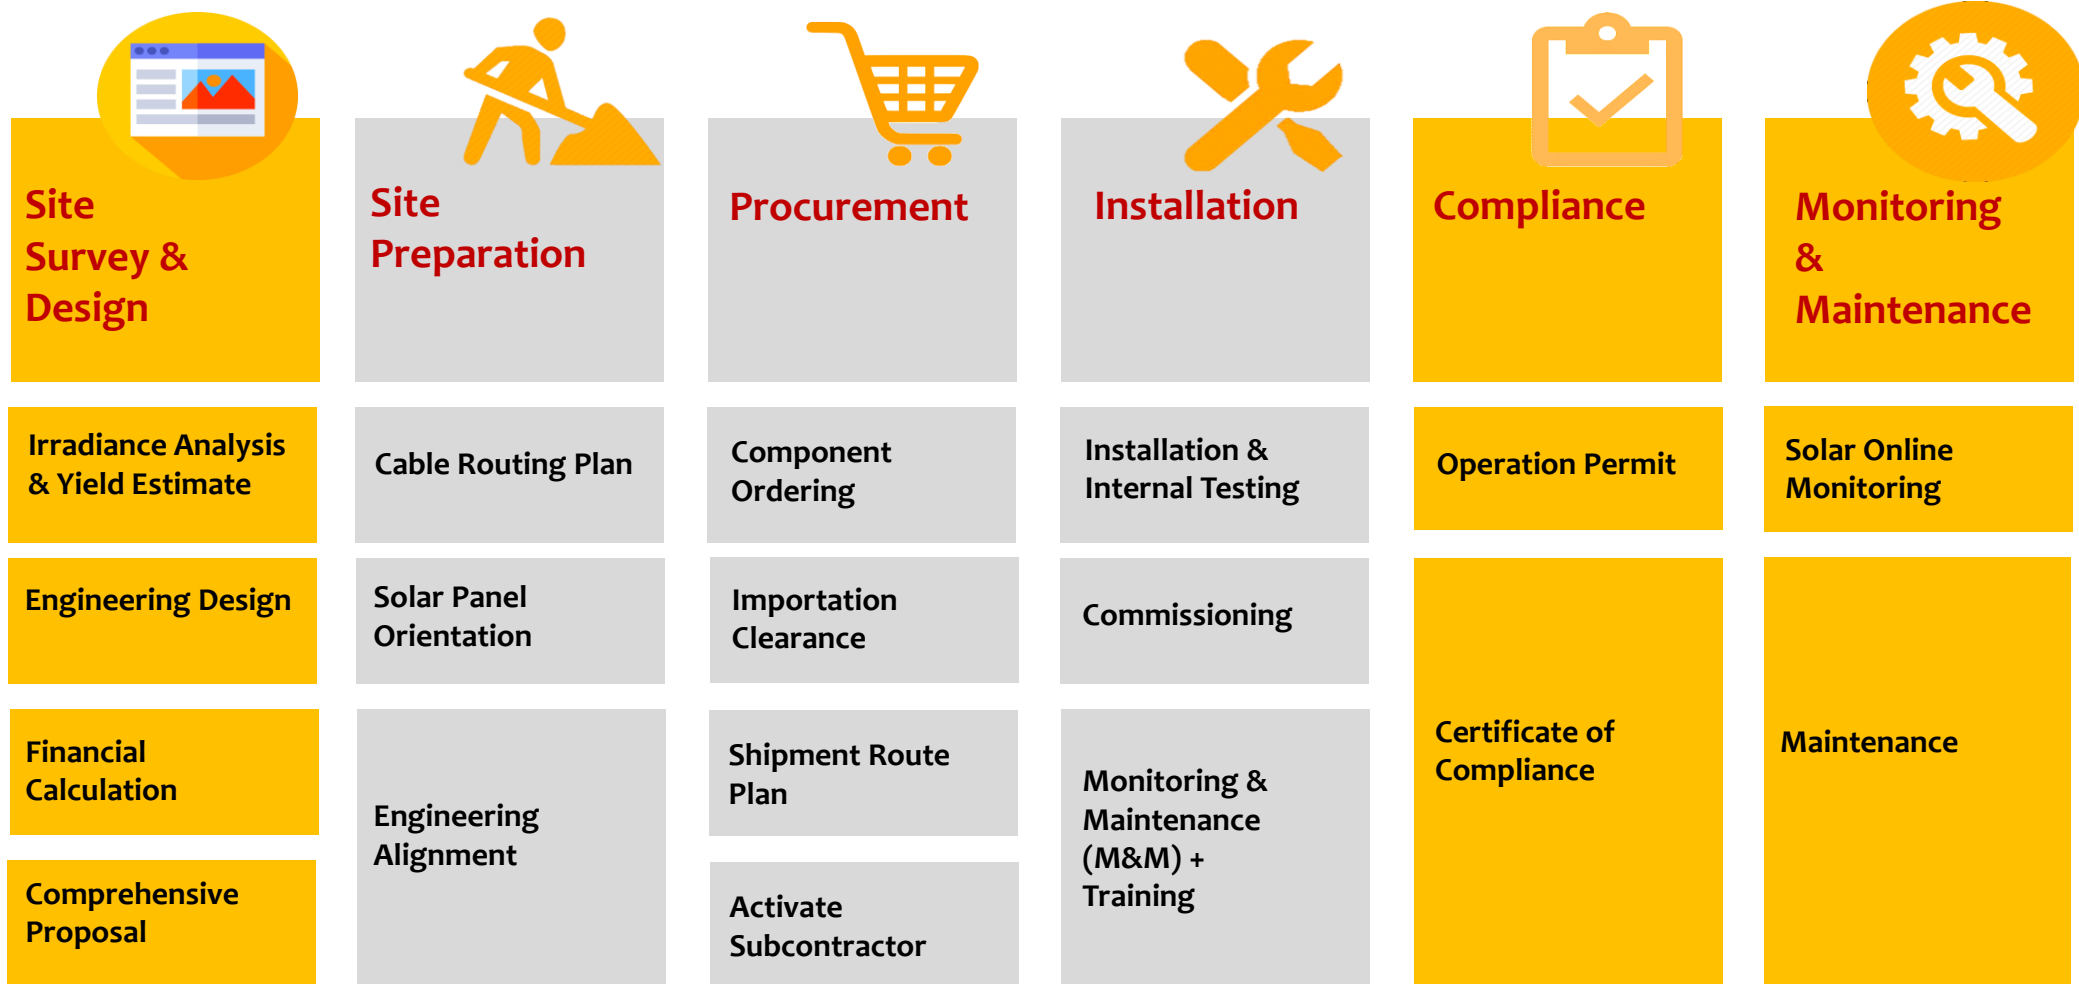 Site
Survey &
Design
Irradiance Analysis
& Yield Estimate
Engineering Design
Financial
Calculation
Comprehensive
Proposal
Site
Preparation
Cable Routing Plan
Solar Panel
Orientation
Engineering
Alignment
Procurement
Component
Ordering
Importation
Clearance
Shipment Route
Plan
Activate
Subcontractor
Installation
Installation &
Internal Testing
Commissioning
Monitoring &
Maintenance
(M&M) +
Training
Compliance
Operation Permit
Certificate of
Compliance
Monitoring
&
Maintenance
Solar Online
Monitoring
Maintenance